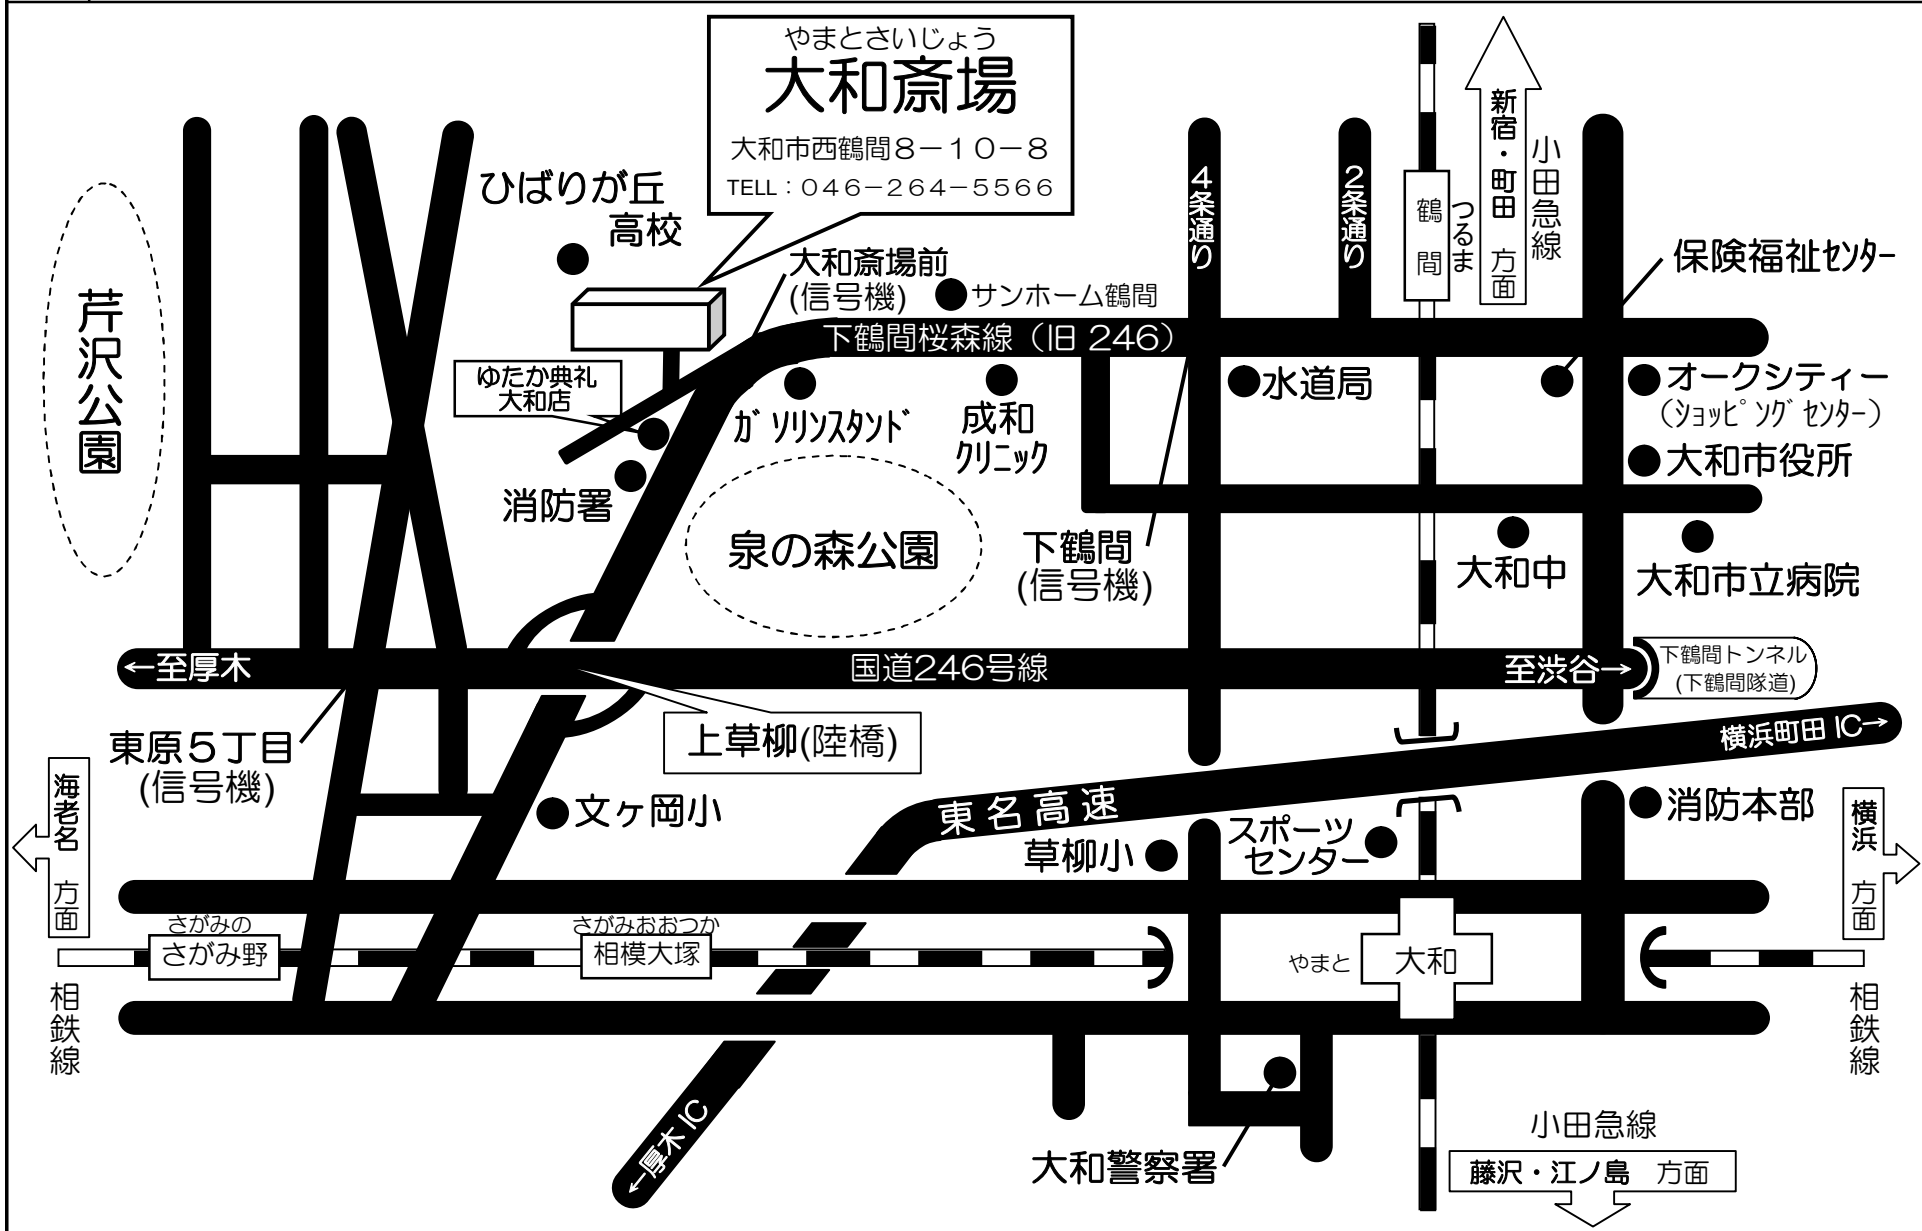 やまとさいじょう
大和斎場
大和市西鶴間8－10－8
TELL：046－264－5566
新宿・町田 方面
小田急線
4条通り
2条通り
鶴間
つるま
ひばりが丘
高校
大和斎場前
(信号機)
サンホーム鶴間
保険福祉ｾﾝﾀｰ
芹沢公園
下鶴間桜森線（旧 246）
ゆたか典礼
大和店
ｶﾞｿﾘﾝｽﾀﾝﾄﾞ
成和
ｸﾘﾆｯｸ
水道局
オークシティー
（ｼｮｯﾋﾟﾝｸﾞｾﾝﾀｰ）
大和市役所
消防署
泉の森公園
下鶴間
(信号機)
大和中
大和市立病院
←至厚木
国道246号線
至渋谷→
下鶴間トンネル
(下鶴間隧道)
上草柳(陸橋)
東原５丁目
(信号機)
横浜町田 IC→
海老名 方面
文ヶ岡小
東名高速
草柳小
スポーツ
センター
消防本部
横浜 方面
さがみの
さがみ野
さがみおおつか
相模大塚
やまと
大和
相鉄線
相鉄線
←厚木 IC
大和警察署
小田急線
藤沢・江ノ島 方面